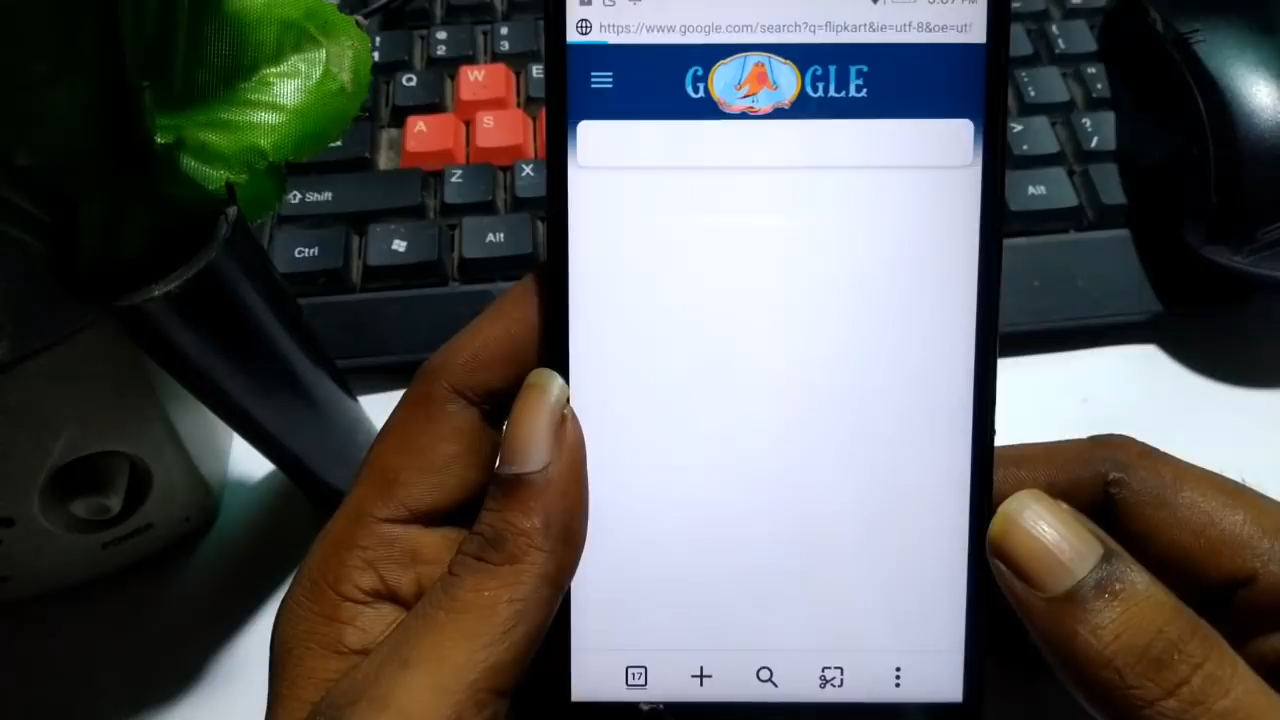 https://www.google.com/search?q=flipkart&ie=utf-8&oe=utf
G GLE
17
! 1
@ 2
# 3
Q
W
E
A
S
Z
X
Shift
Ctrl
Alt
>
? /
Alt